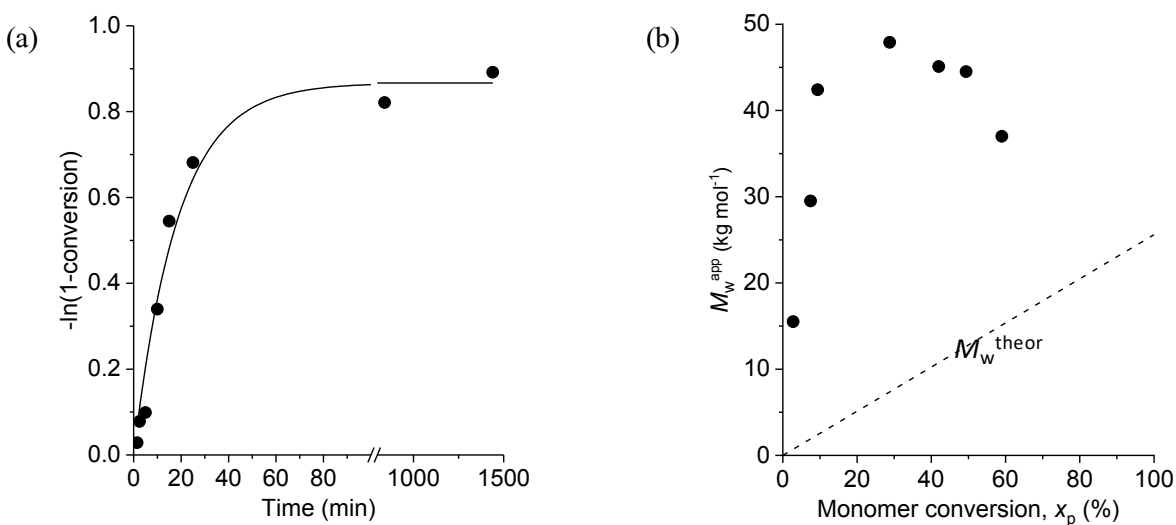 (a)
1.0
0.8
0.6
0.4
0.2
0.0
-ln(1-conversion)
0 20 40 60 80 1000 1500
Time (min)
(b)
50
40
30
20
10
0
M_w^app (kg mol⁻¹)
M_w^theor
0 20 40 60 80 100
Monomer conversion, x_p (%)